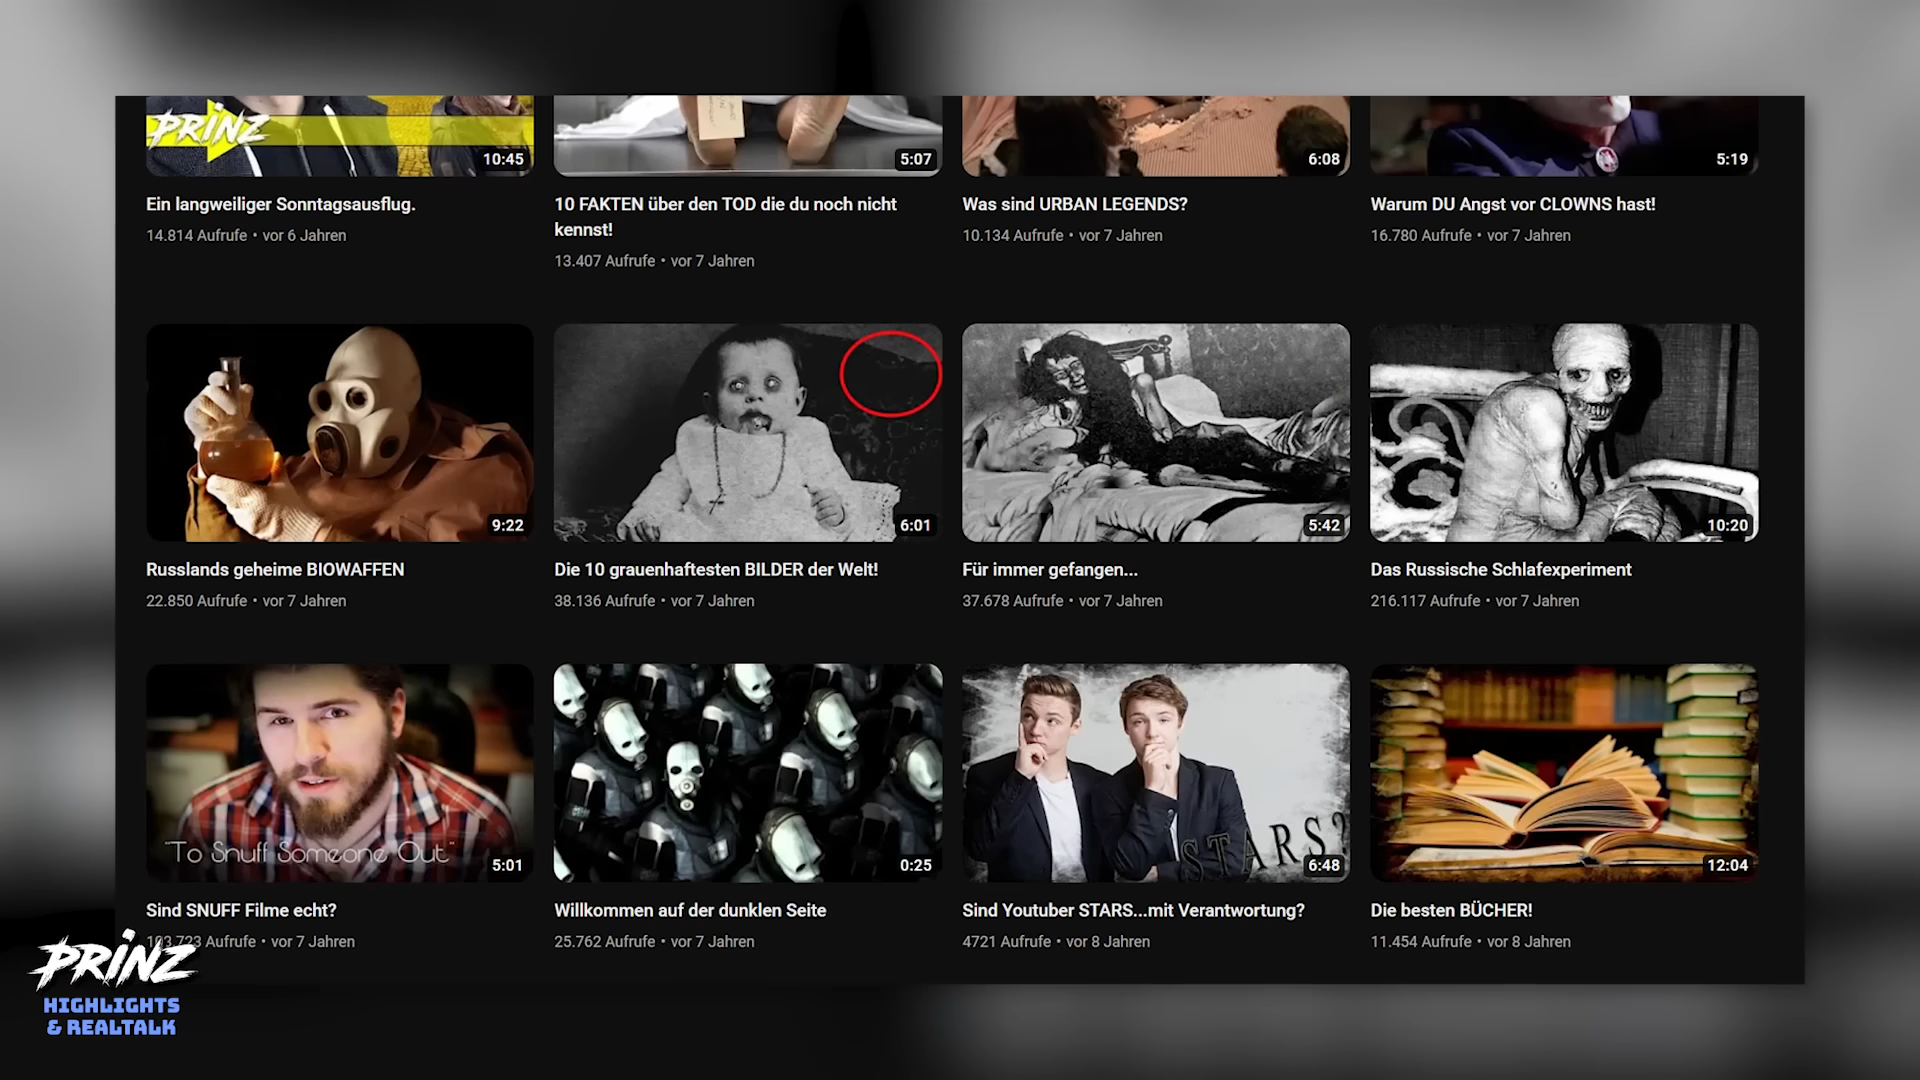 PRINZ
10:45
5:07
6:08
5:19
Ein langweiliger Sonntagsausflug.
14.814 Aufrufe • vor 6 Jahren
10 FAKTEN über den TOD die du noch nicht
kennst!
13.407 Aufrufe • vor 7 Jahren
Was sind URBAN LEGENDS?
10.134 Aufrufe • vor 7 Jahren
Warum DU Angst vor CLOWNS hast!
16.780 Aufrufe • vor 7 Jahren
9:22
6:01
5:42
10:20
Russlands geheime BIOWAFFEN
22.850 Aufrufe • vor 7 Jahren
Die 10 grauenhaftesten BILDER der Welt!
38.136 Aufrufe • vor 7 Jahren
Für immer gefangen...
37.678 Aufrufe • vor 7 Jahren
Das Russische Schlafexperiment
216.117 Aufrufe • vor 7 Jahren
"To Snuff Someone Out"
5:01
0:25
STARS?
6:48
12:04
Sind SNUFF Filme echt?
103.723 Aufrufe • vor 7 Jahren
Willkommen auf der dunklen Seite
25.762 Aufrufe • vor 7 Jahren
Sind Youtuber STARS...mit Verantwortung?
4721 Aufrufe • vor 8 Jahren
Die besten BÜCHER!
11.454 Aufrufe • vor 8 Jahren
PRINZ
HIGHLIGHTS
& REALTALK